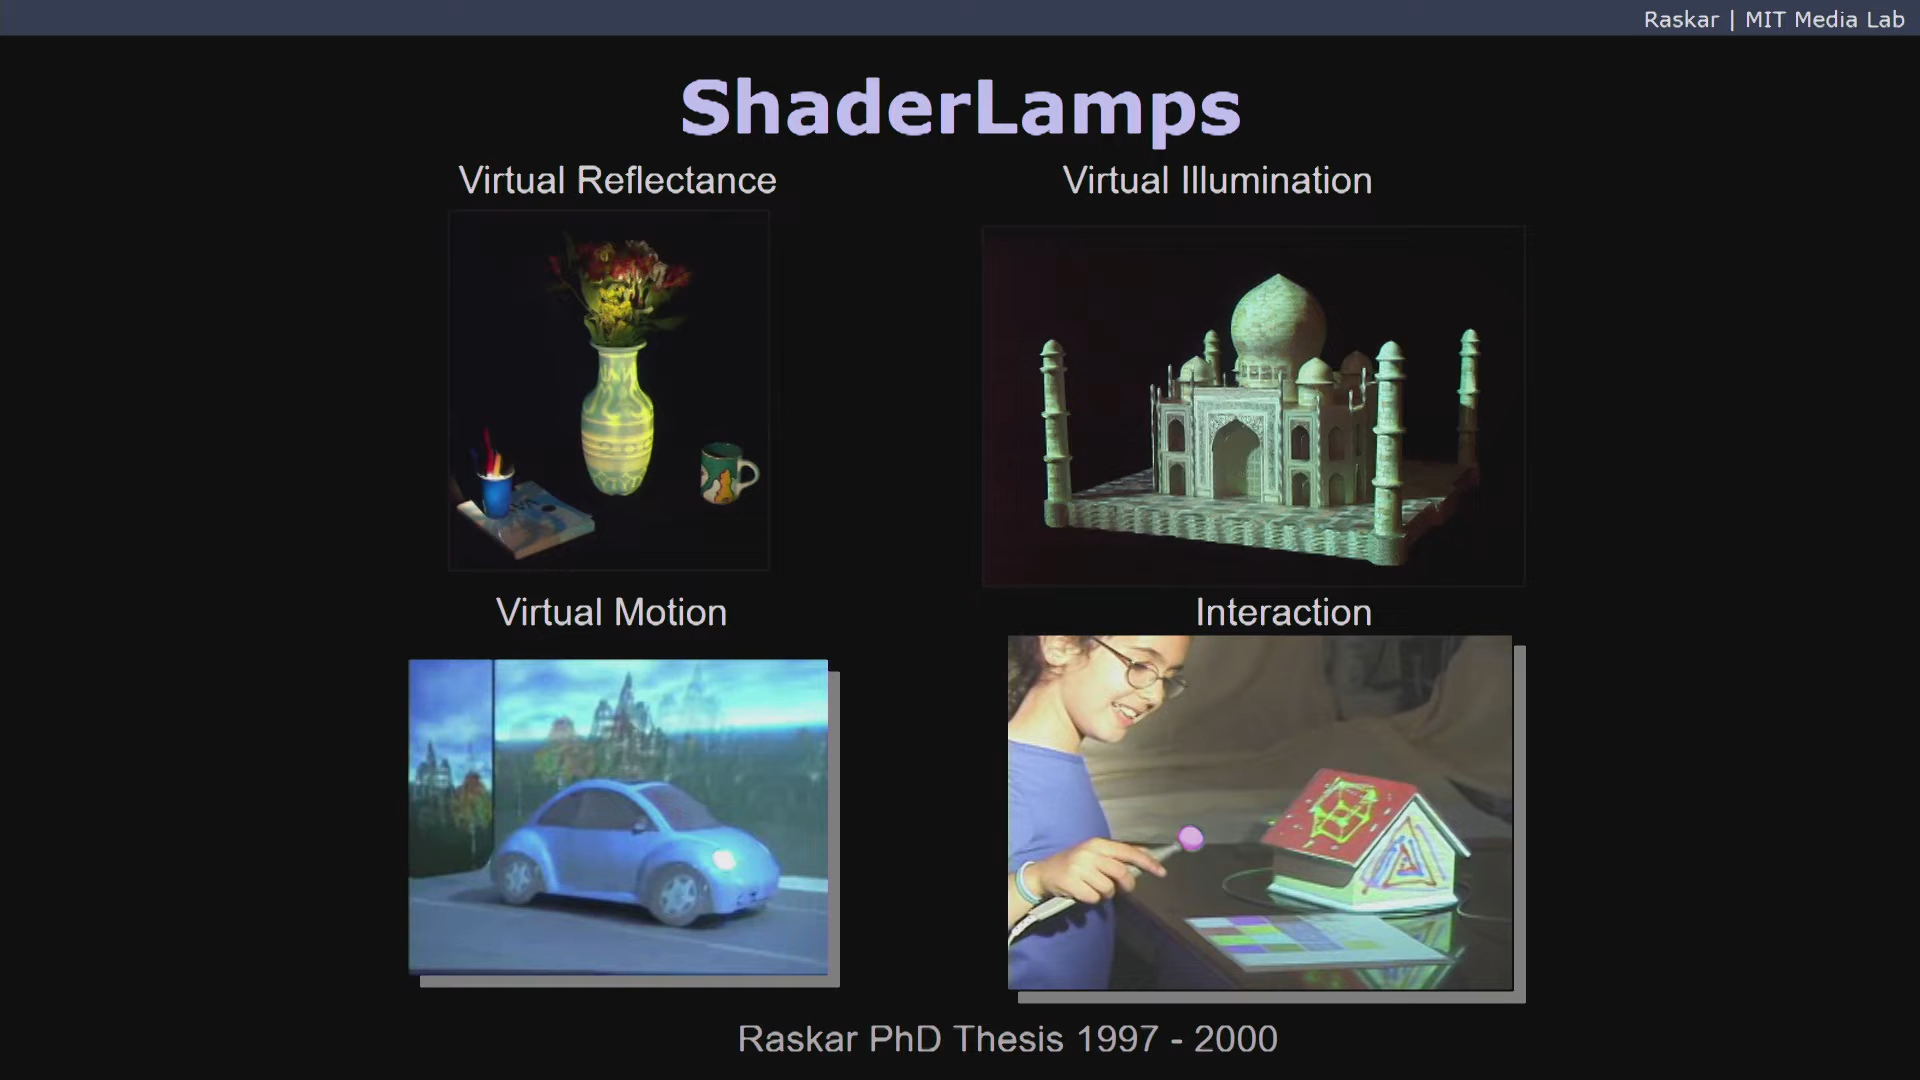 Raskar | MIT Media Lab
ShaderLamps
Virtual Reflectance
Virtual Illumination
Virtual Motion
Interaction
Raskar PhD Thesis 1997 - 2000